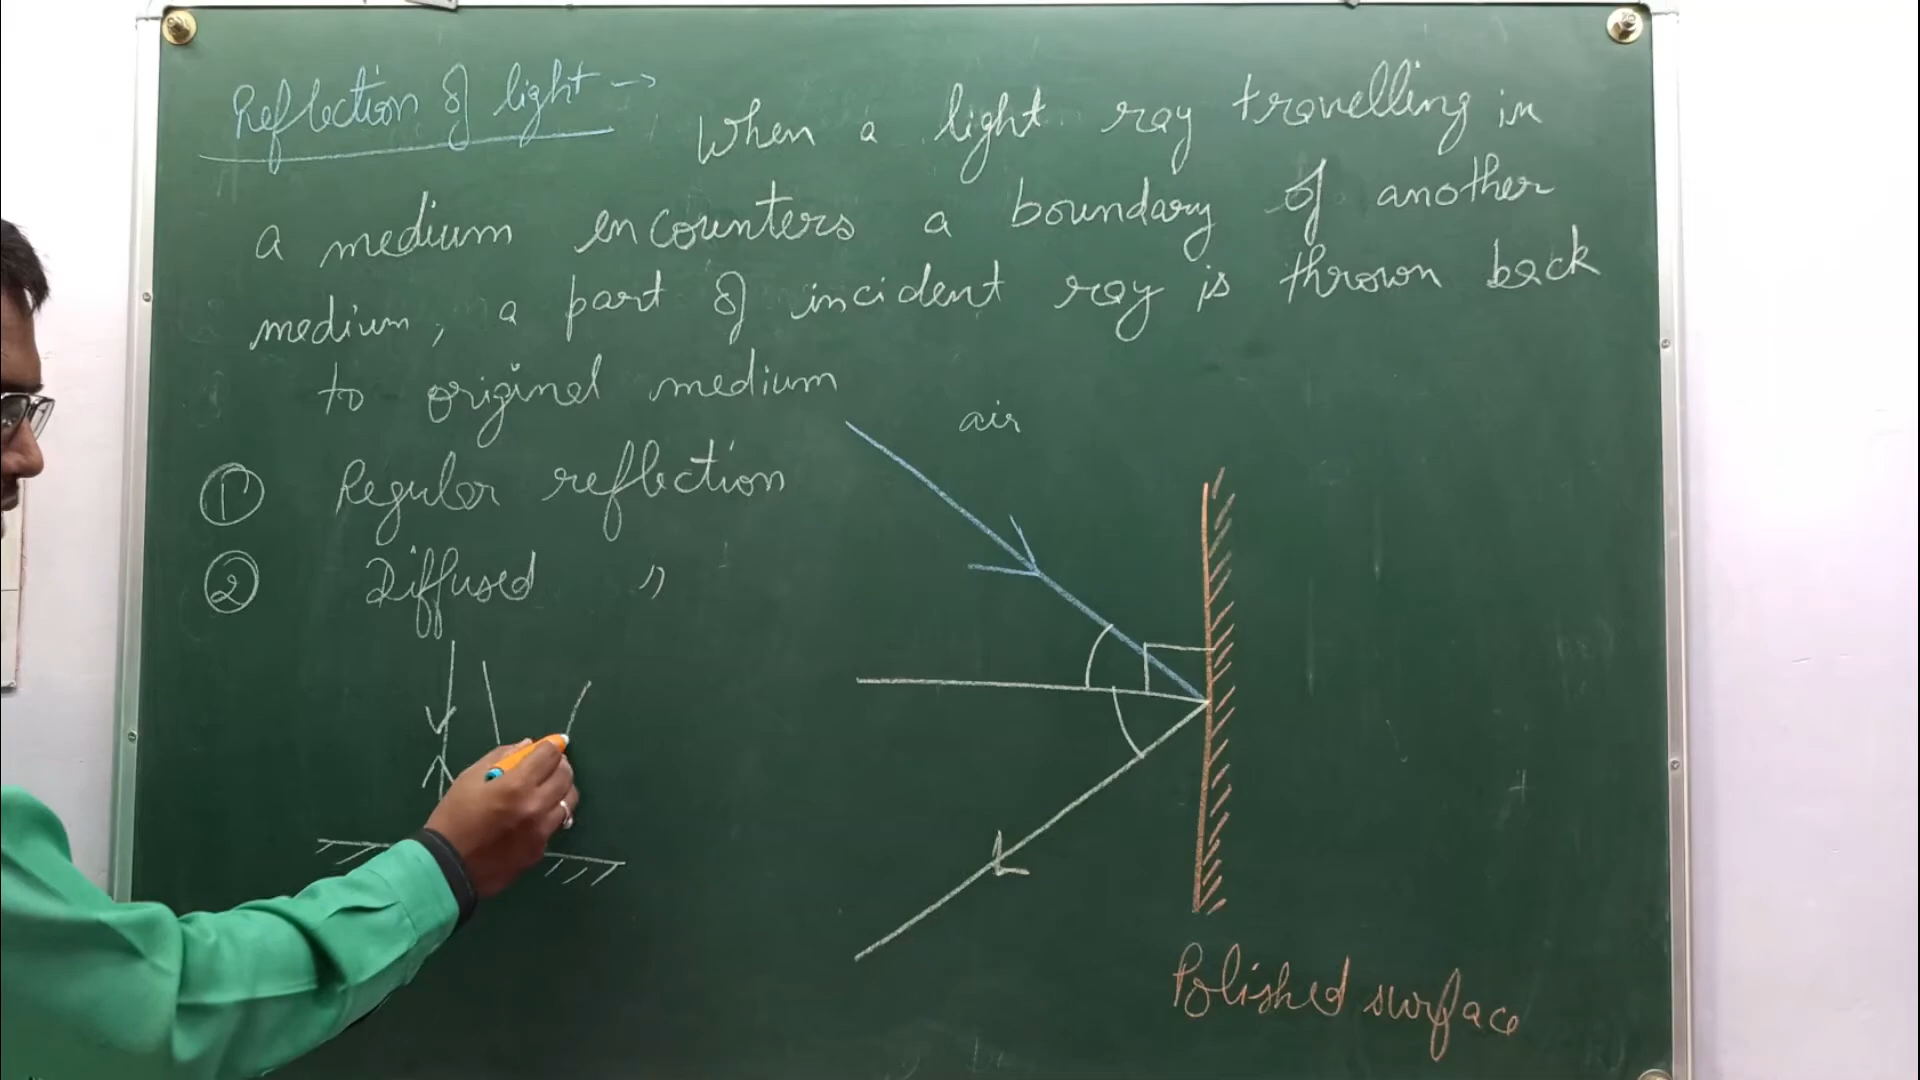 Reflection of light → When a light ray travelling in
a medium encounters a boundary of another
medium, a part of incident ray is thrown back
to original medium
air
① Regular reflection
② Diffused "
Polished surface